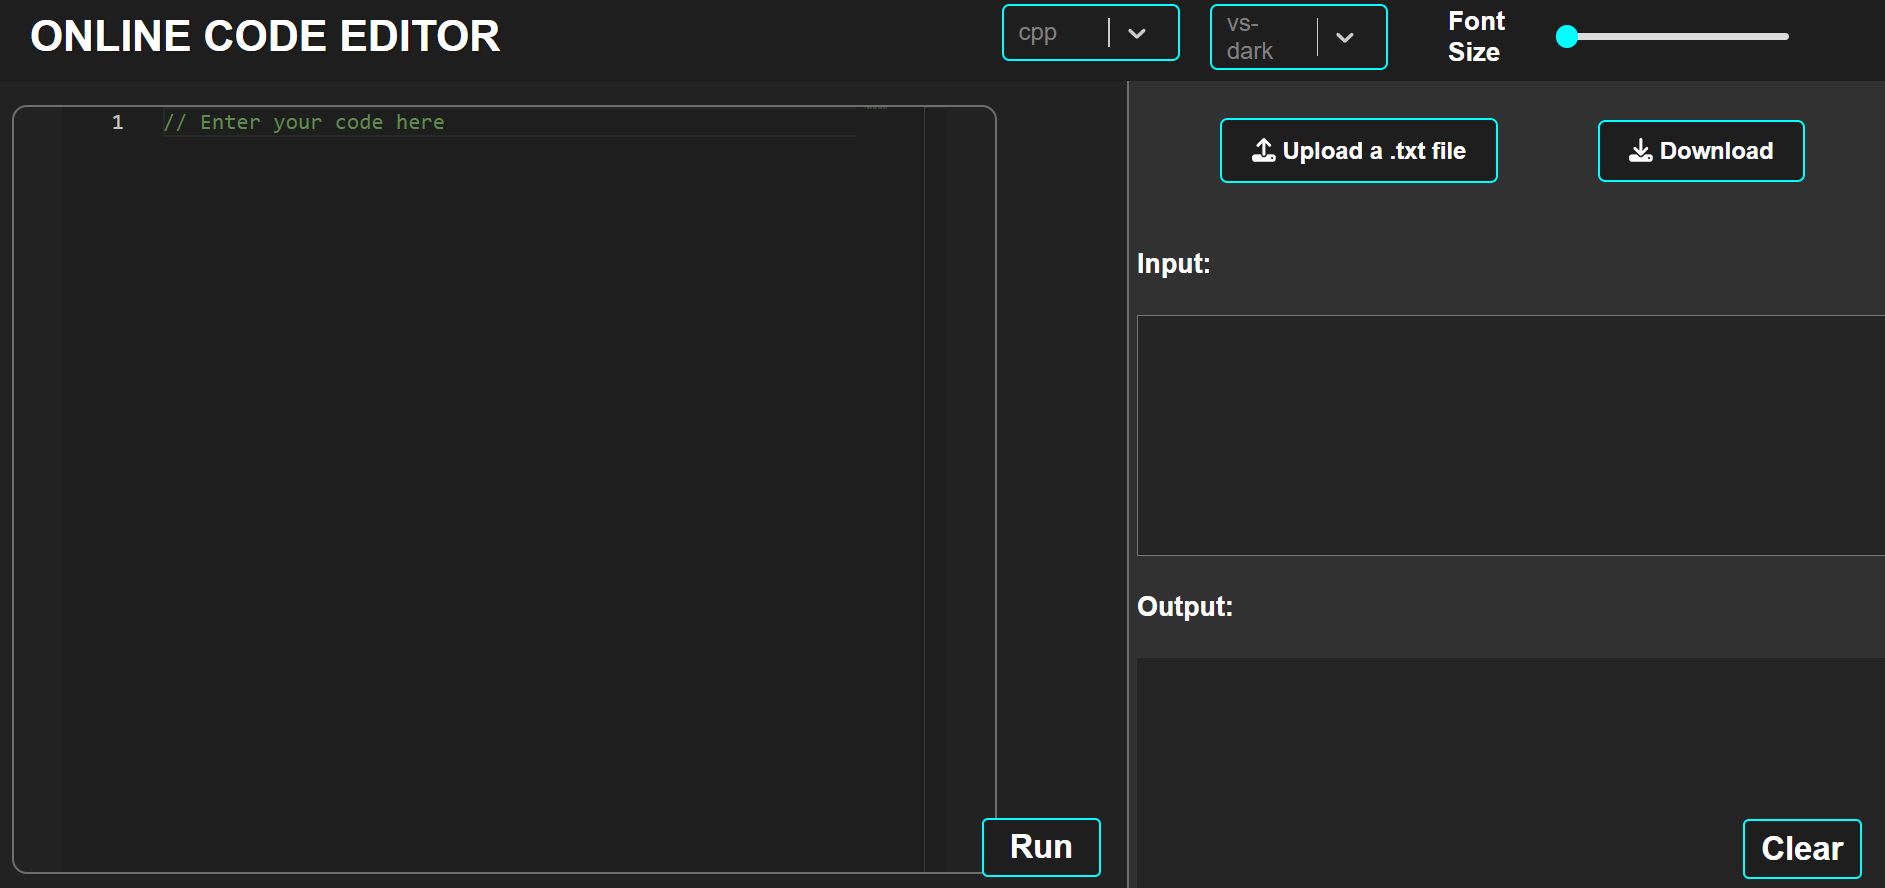 ONLINE CODE EDITOR
cpp
vs-
dark
Font
Size
1 // Enter your code here
Upload a .txt file
Download
Input:
Output:
Run
Clear